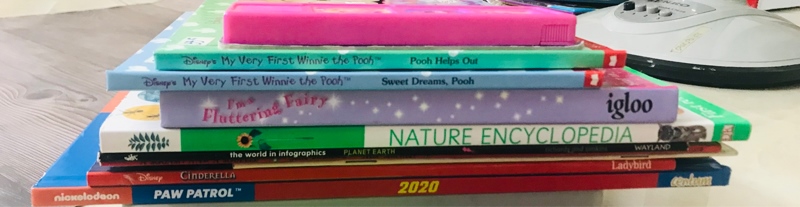 Disney's My Very First Winnie the Pooh™ Pooh Helps Out
Disney's My Very First Winnie the Pooh™ Sweet Dreams, Pooh
I'm a Fluttering Fairy igloo
NATURE ENCYCLOPEDIA
the world in infographics PLANET EARTH WAYLAND
Disney CINDERELLA Ladybird
nickelodeon PAW PATROL™ 2020 centum